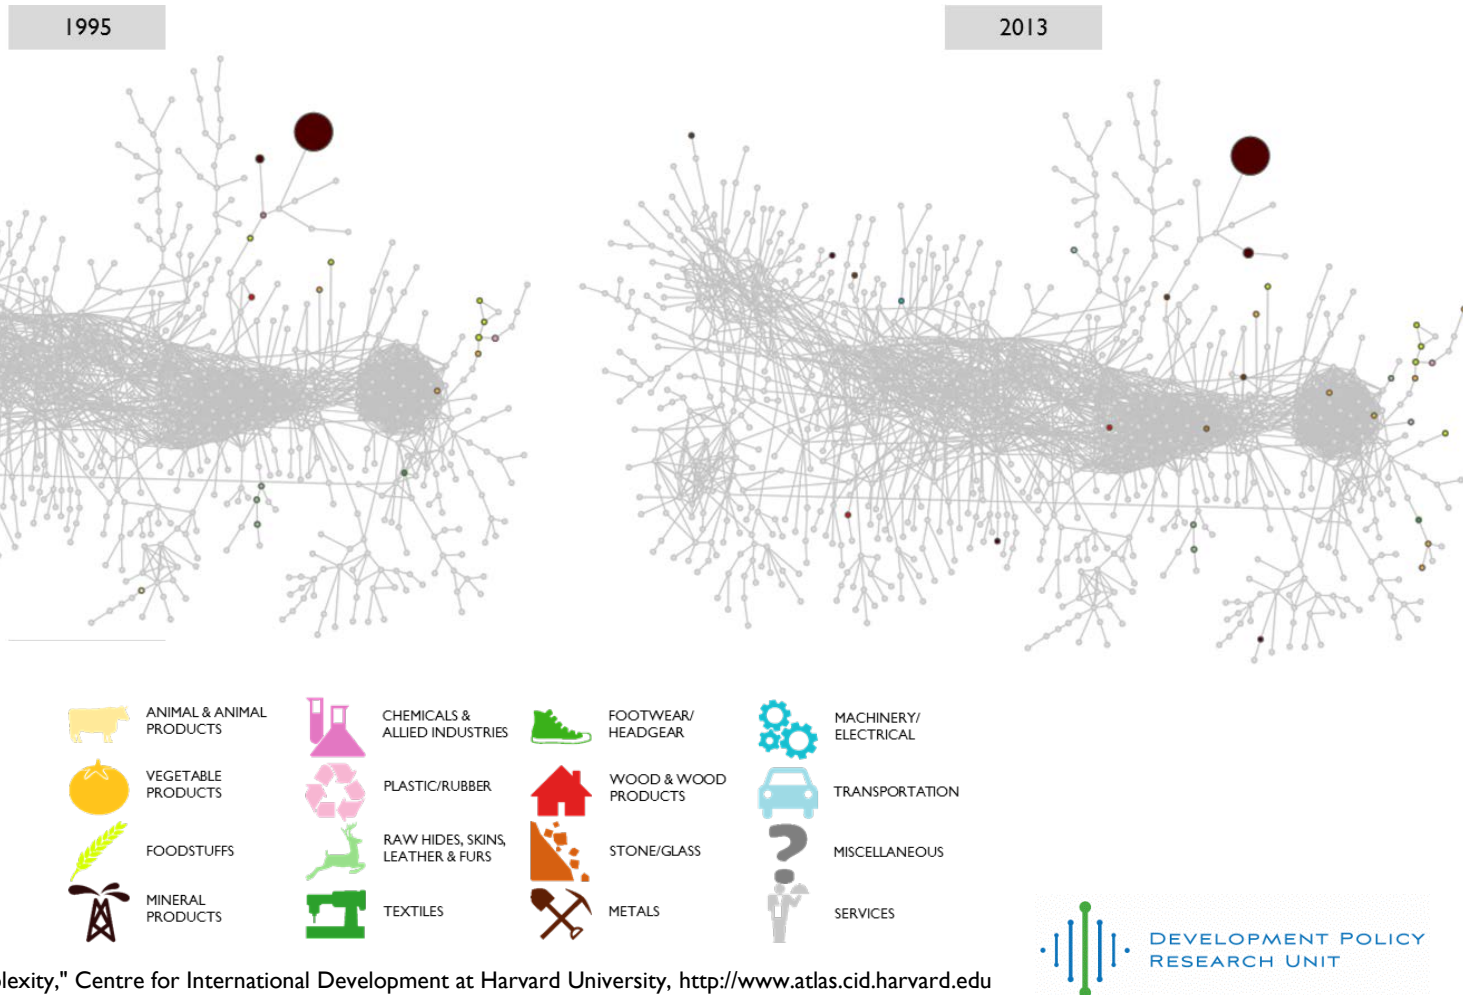 1995
2013
ANIMAL & ANIMAL
PRODUCTS
CHEMICALS &
ALLIED INDUSTRIES
FOOTWEAR/
HEADGEAR
MACHINERY/
ELECTRICAL
VEGETABLE
PRODUCTS
PLASTIC/RUBBER
WOOD & WOOD
PRODUCTS
TRANSPORTATION
FOODSTUFFS
RAW HIDES, SKINS,
LEATHER & FURS
STONE/GLASS
MISCELLANEOUS
MINERAL
PRODUCTS
TEXTILES
METALS
SERVICES
DEVELOPMENT POLICY
RESEARCH UNIT
plexity," Centre for International Development at Harvard University, http://www.atlas.cid.harvard.edu